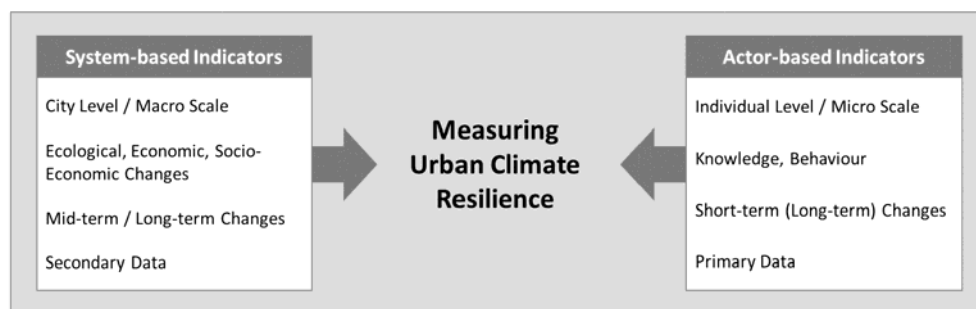 System-based Indicators
City Level / Macro Scale
Ecological, Economic, Socio-
Economic Changes
Mid-term / Long-term Changes
Secondary Data
Measuring
Urban Climate
Resilience
Actor-based Indicators
Individual Level / Micro Scale
Knowledge, Behaviour
Short-term (Long-term) Changes
Primary Data